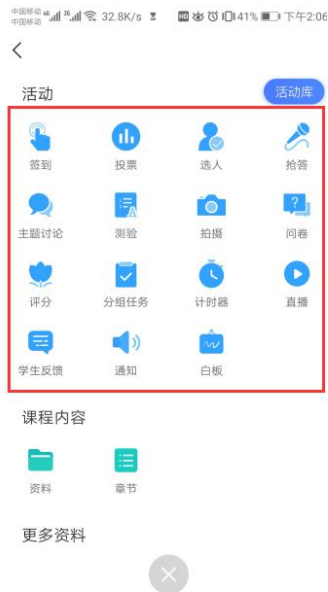 中国移动 46 26 32.8K/s HD 41% 下午2:06
中国移动
活动 活动库
签到 投票 选人 抢答
主题讨论 测验 拍摄 问卷
评分 分组任务 计时器 直播
学生反馈 通知 白板
课程内容
资料 章节
更多资料